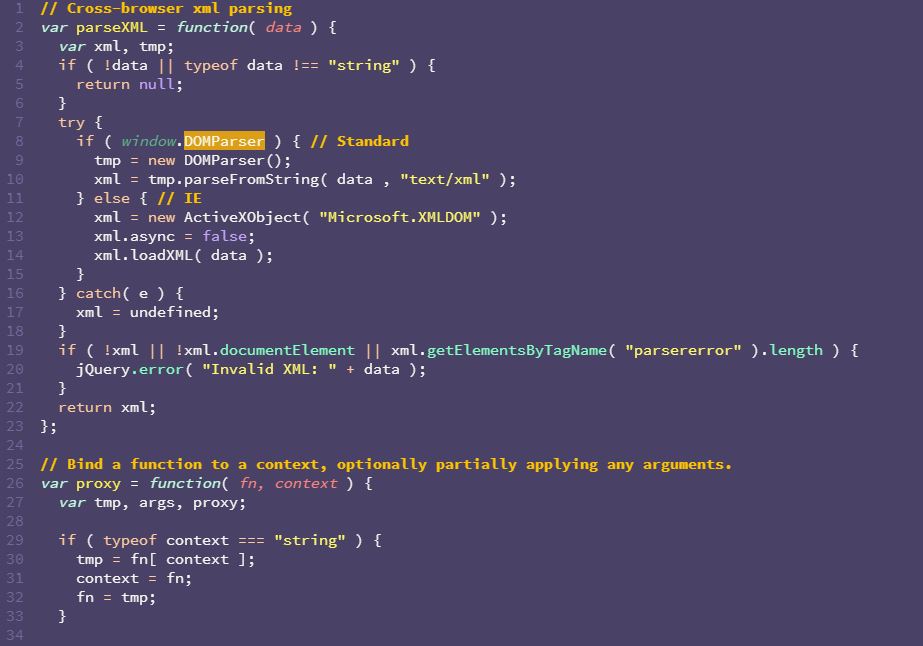 1 // Cross-browser xml parsing
2 var parseXML = function( data ) {
3   var xml, tmp;
4   if ( !data || typeof data !== "string" ) {
5     return null;
6   }
7   try {
8     if ( window.DOMParser ) { // Standard
9       tmp = new DOMParser();
10       xml = tmp.parseFromString( data , "text/xml" );
11     } else { // IE
12       xml = new ActiveXObject( "Microsoft.XMLDOM" );
13       xml.async = false;
14       xml.loadXML( data );
15     }
16   } catch( e ) {
17     xml = undefined;
18   }
19   if ( !xml || !xml.documentElement || xml.getElementsByTagName( "parsererror" ).length ) {
20     jQuery.error( "Invalid XML: " + data );
21   }
22   return xml;
23 };
24
25 // Bind a function to a context, optionally partially applying any arguments.
26 var proxy = function( fn, context ) {
27   var tmp, args, proxy;
28
29   if ( typeof context === "string" ) {
30     tmp = fn[ context ];
31     context = fn;
32     fn = tmp;
33   }
34